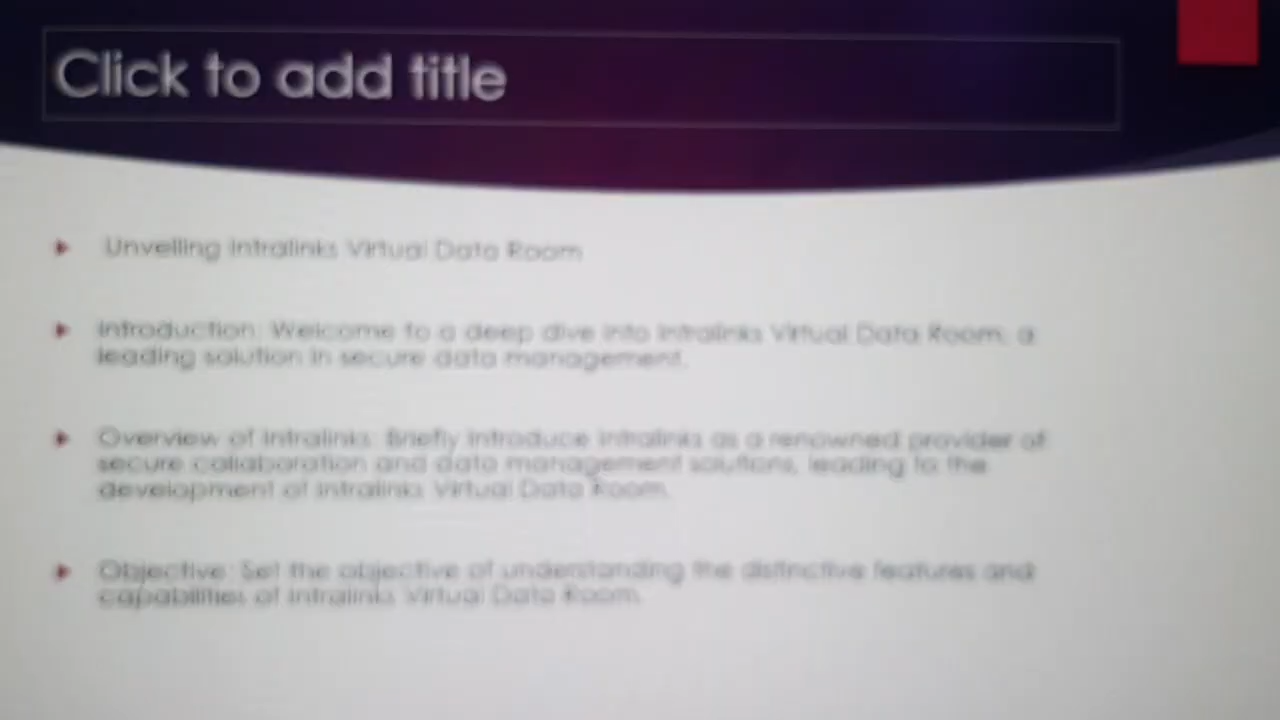 Click to add title
Unveiling Intralinks Virtual Data Room
Introduction: Welcome to a deep dive into Intralinks Virtual Data Room, a
leading solution in secure data management.
Overview of Intralinks: Briefly introduce Intralinks as a renowned provider of
secure collaboration and data management solutions, leading to the
development of Intralinks Virtual Data Room.
Objective: Set the objective of understanding the distinctive features and
capabilities of Intralinks Virtual Data Room.